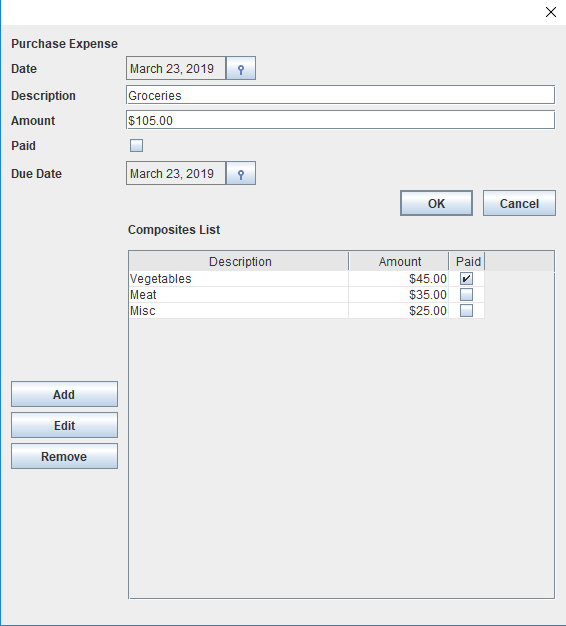 Purchase Expense
Date March 23, 2019
Description Groceries
Amount $105.00
Paid
Due Date March 23, 2019
OK Cancel
Composites List
Description Amount Paid
Vegetables $45.00
Meat $35.00
Misc $25.00
Add
Edit
Remove